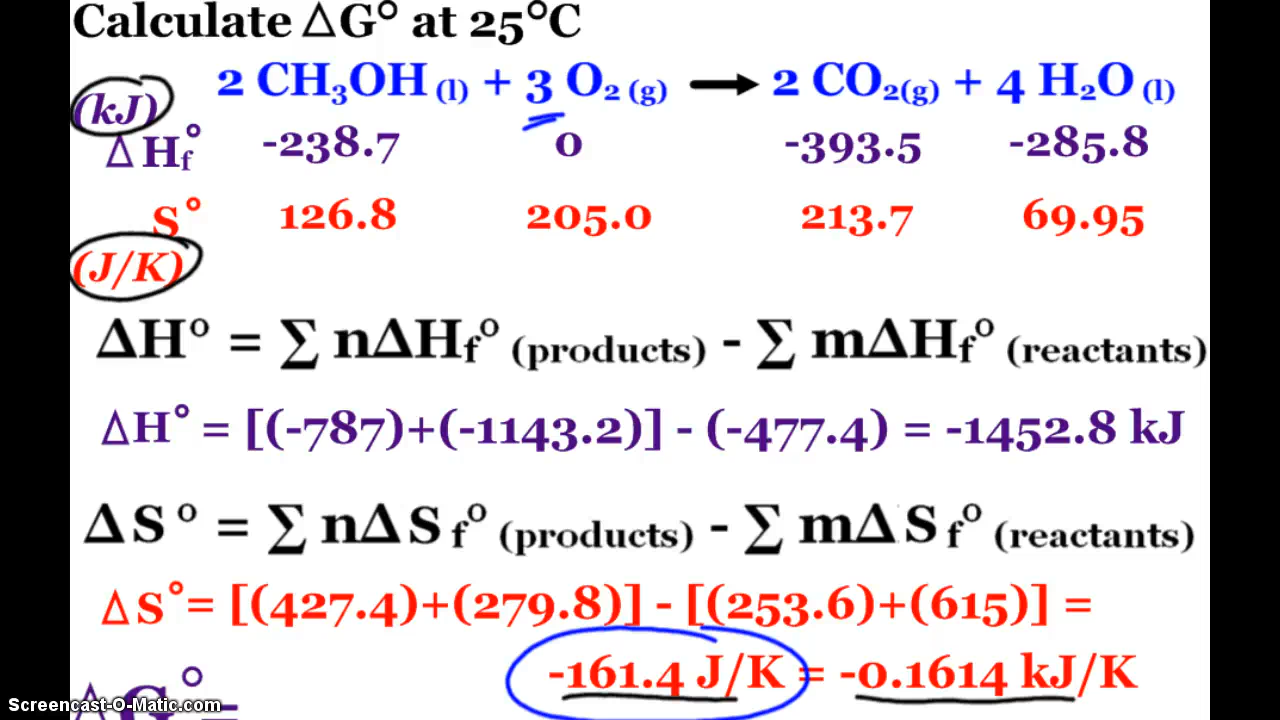 Calculate ΔG° at 25°C
2 CH₃OH (l) + 3 O₂ (g) → 2 CO₂(g) + 4 H₂O (l)
(kJ)
ΔHf° -238.7 0 -393.5 -285.8
S° 126.8 205.0 213.7 69.95
(J/K)
ΔH° = ∑ nΔHf° (products) - ∑ mΔHf° (reactants)
ΔH° = [(-787)+(-1143.2)] - (-477.4) = -1452.8 kJ
ΔS° = ∑ nΔSf° (products) - ∑ mΔSf° (reactants)
ΔS° = [(427.4)+(279.8)] - [(253.6)+(615)] =
-161.4 J/K = -0.1614 kJ/K
ΔG° =
Screencast-O-Matic.com